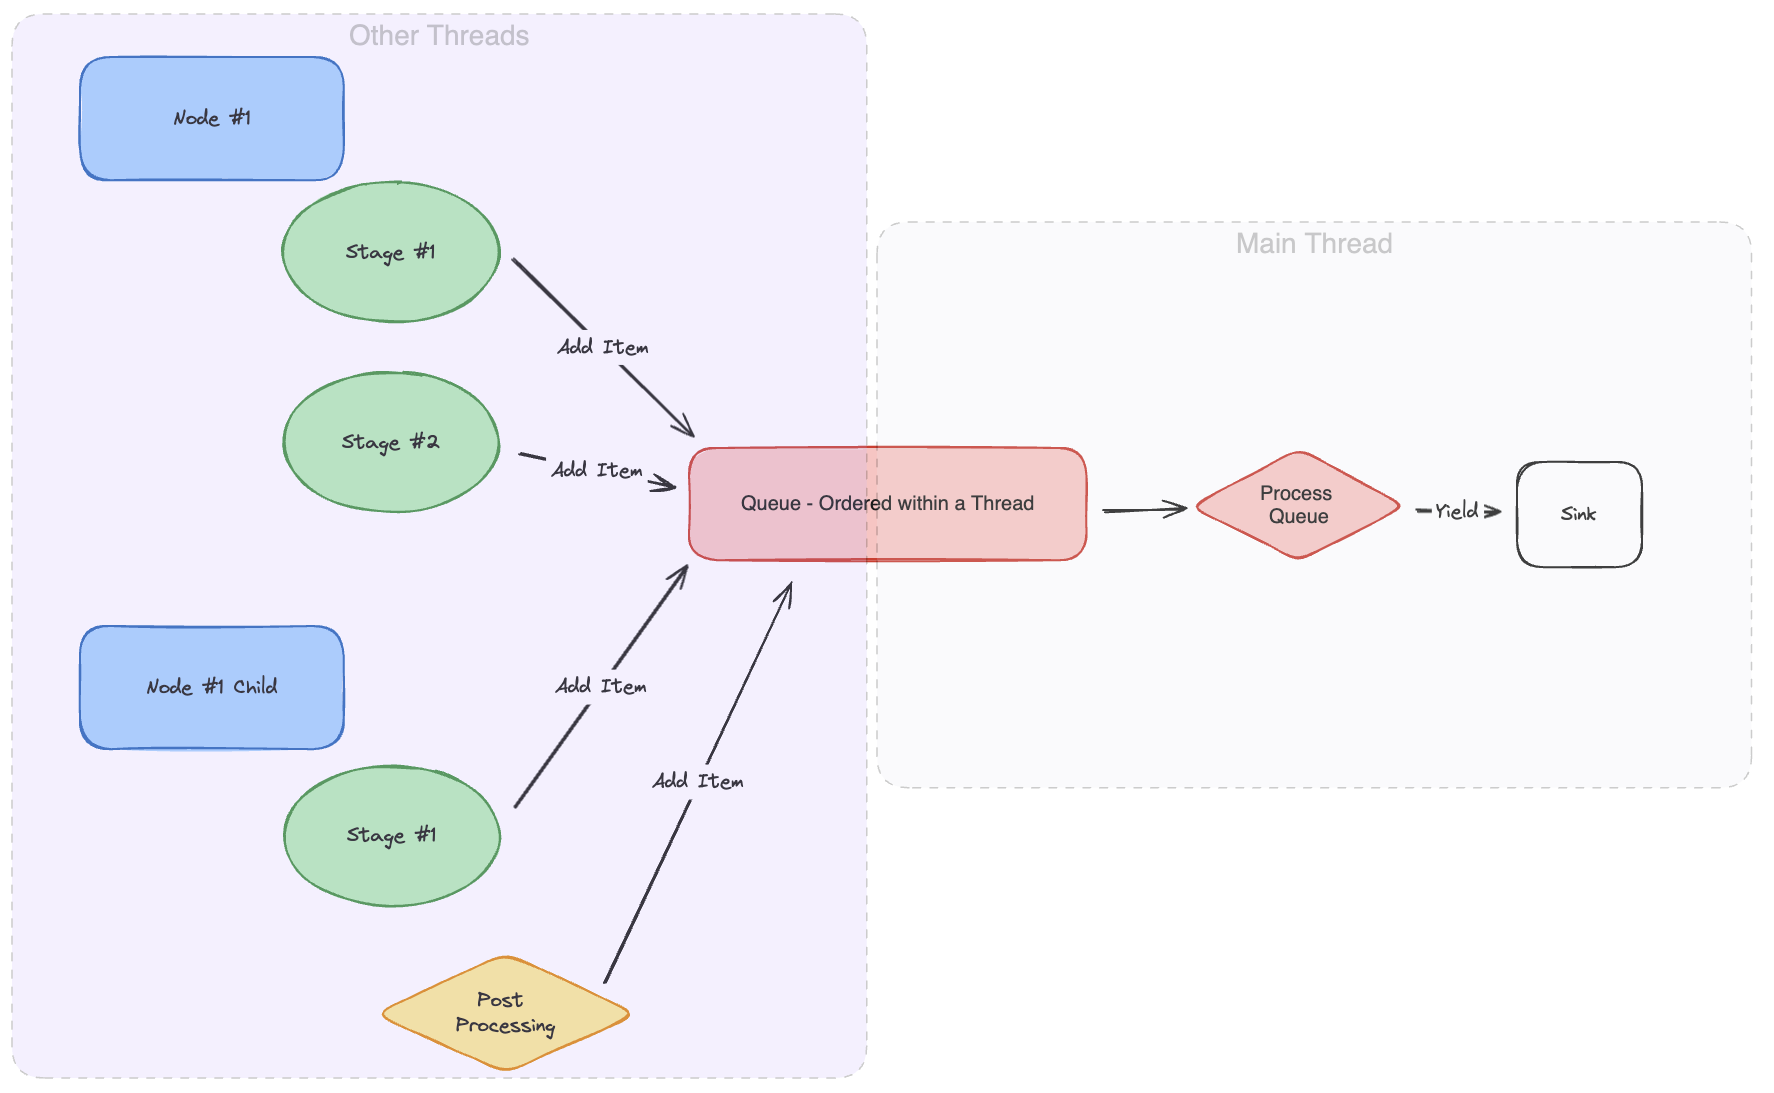 Other Threads
Node #1
Stage #1
Main Thread
Add Item
Stage #2
Add Item
Queue - Ordered within a Thread
Process
Queue
Yield
Sink
Node #1 Child
Add Item
Add Item
Stage #1
Post
Processing